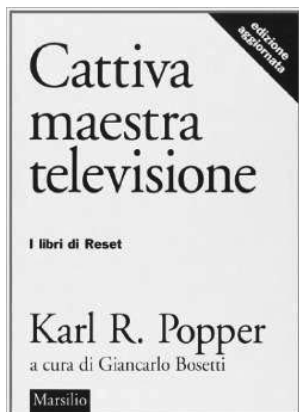 edizione
aggiornata
Cattiva
maestra
televisione
I libri di Reset
Karl R. Popper
a cura di Giancarlo Bosetti
Marsilio